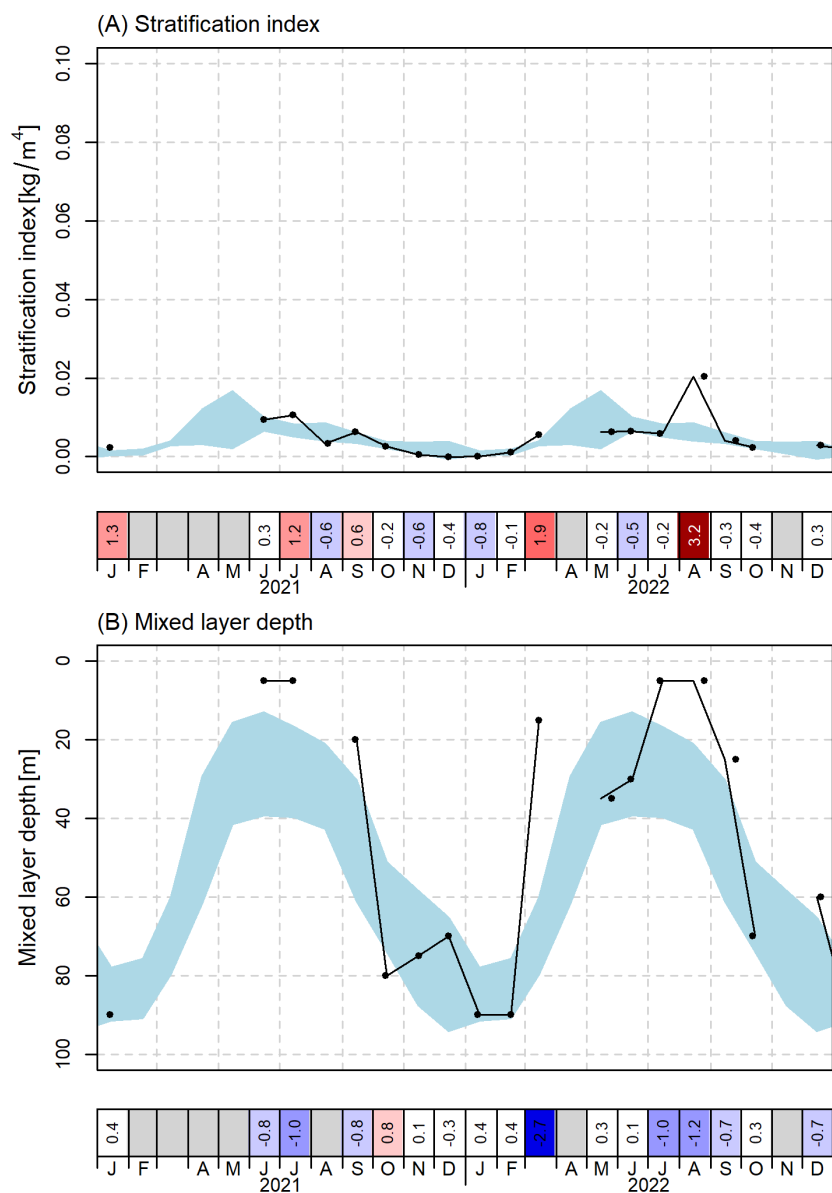 (A) Stratification index
Stratification index[kg/m⁴]
0.10
0.08
0.06
0.04
0.02
0.00
1.3 0.3 1.2 -0.6 0.6 -0.2 -0.6 -0.4 -0.8 -0.1 1.9 -0.2 -0.5 -0.2 3.2 -0.3 -0.4 0.3
J F A M J J A S O N D J F A M J J A S O N D
2021 2022
(B) Mixed layer depth
Mixed layer depth[m]
0
20
40
60
80
100
0.4 -0.8 -1.0 -0.8 0.8 0.1 -0.3 0.4 0.4 -2.7 0.3 0.1 -1.0 -1.2 -0.7 0.3 -0.7
J F A M J J A S O N D J F A M J J A S O N D
2021 2022